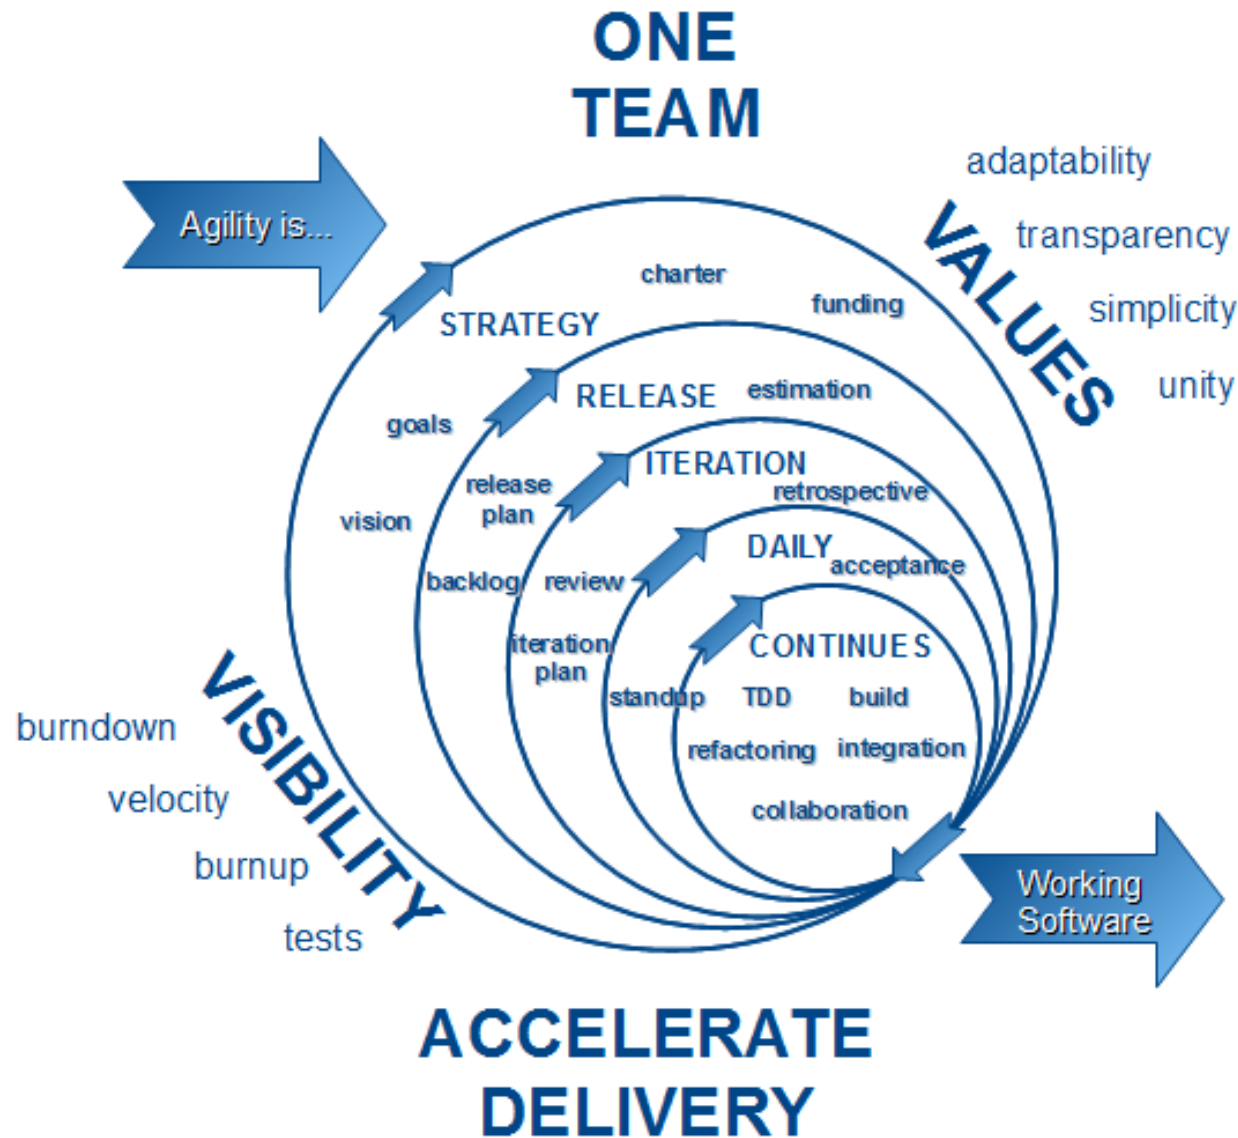 ONE
TEAM
adaptability
Agility is...
VALUES
transparency
charter
simplicity
funding
STRATEGY
unity
RELEASE
estimation
goals
ITERATION
release
plan
retrospective
vision
DAILY
acceptance
backlog
review
iteration
plan
CONTINUES
standup
TDD
build
VISIBILITY
burndown
refactoring
integration
velocity
collaboration
burnup
Working
Software
tests
ACCELERATE
DELIVERY